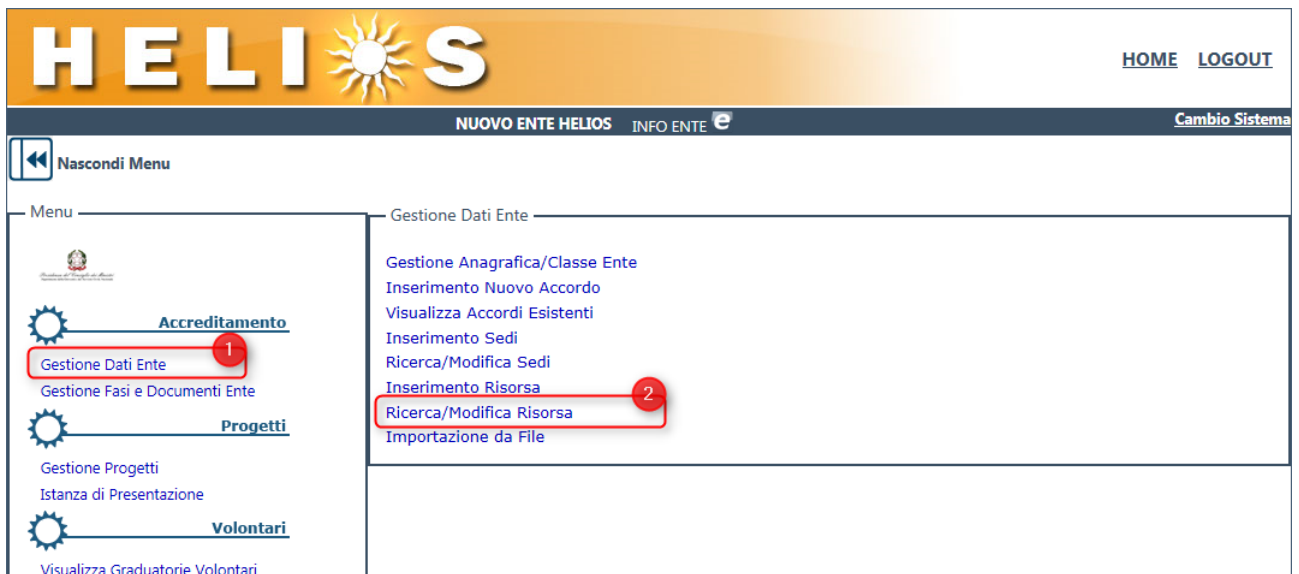 HELIOS
HOME LOGOUT
NUOVO ENTE HELIOS INFO ENTE e
Cambio Sistema
Nascondi Menu
Menu
Accreditamento
1
Gestione Dati Ente
Gestione Fasi e Documenti Ente
Progetti
Gestione Progetti
Istanza di Presentazione
Volontari
Visualizza Graduatorie Volontari
Gestione Dati Ente
Gestione Anagrafica/Classe Ente
Inserimento Nuovo Accordo
Visualizza Accordi Esistenti
Inserimento Sedi
Ricerca/Modifica Sedi
Inserimento Risorsa
2
Ricerca/Modifica Risorsa
Importazione da File